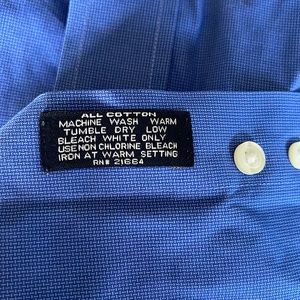 ALL COTTON
MACHINE WASH WARM
TUMBLE DRY LOW
BLEACH WHITE ONLY
USE NON CHLORINE BLEACH
IRON AT WARM SETTING
RN# 21664